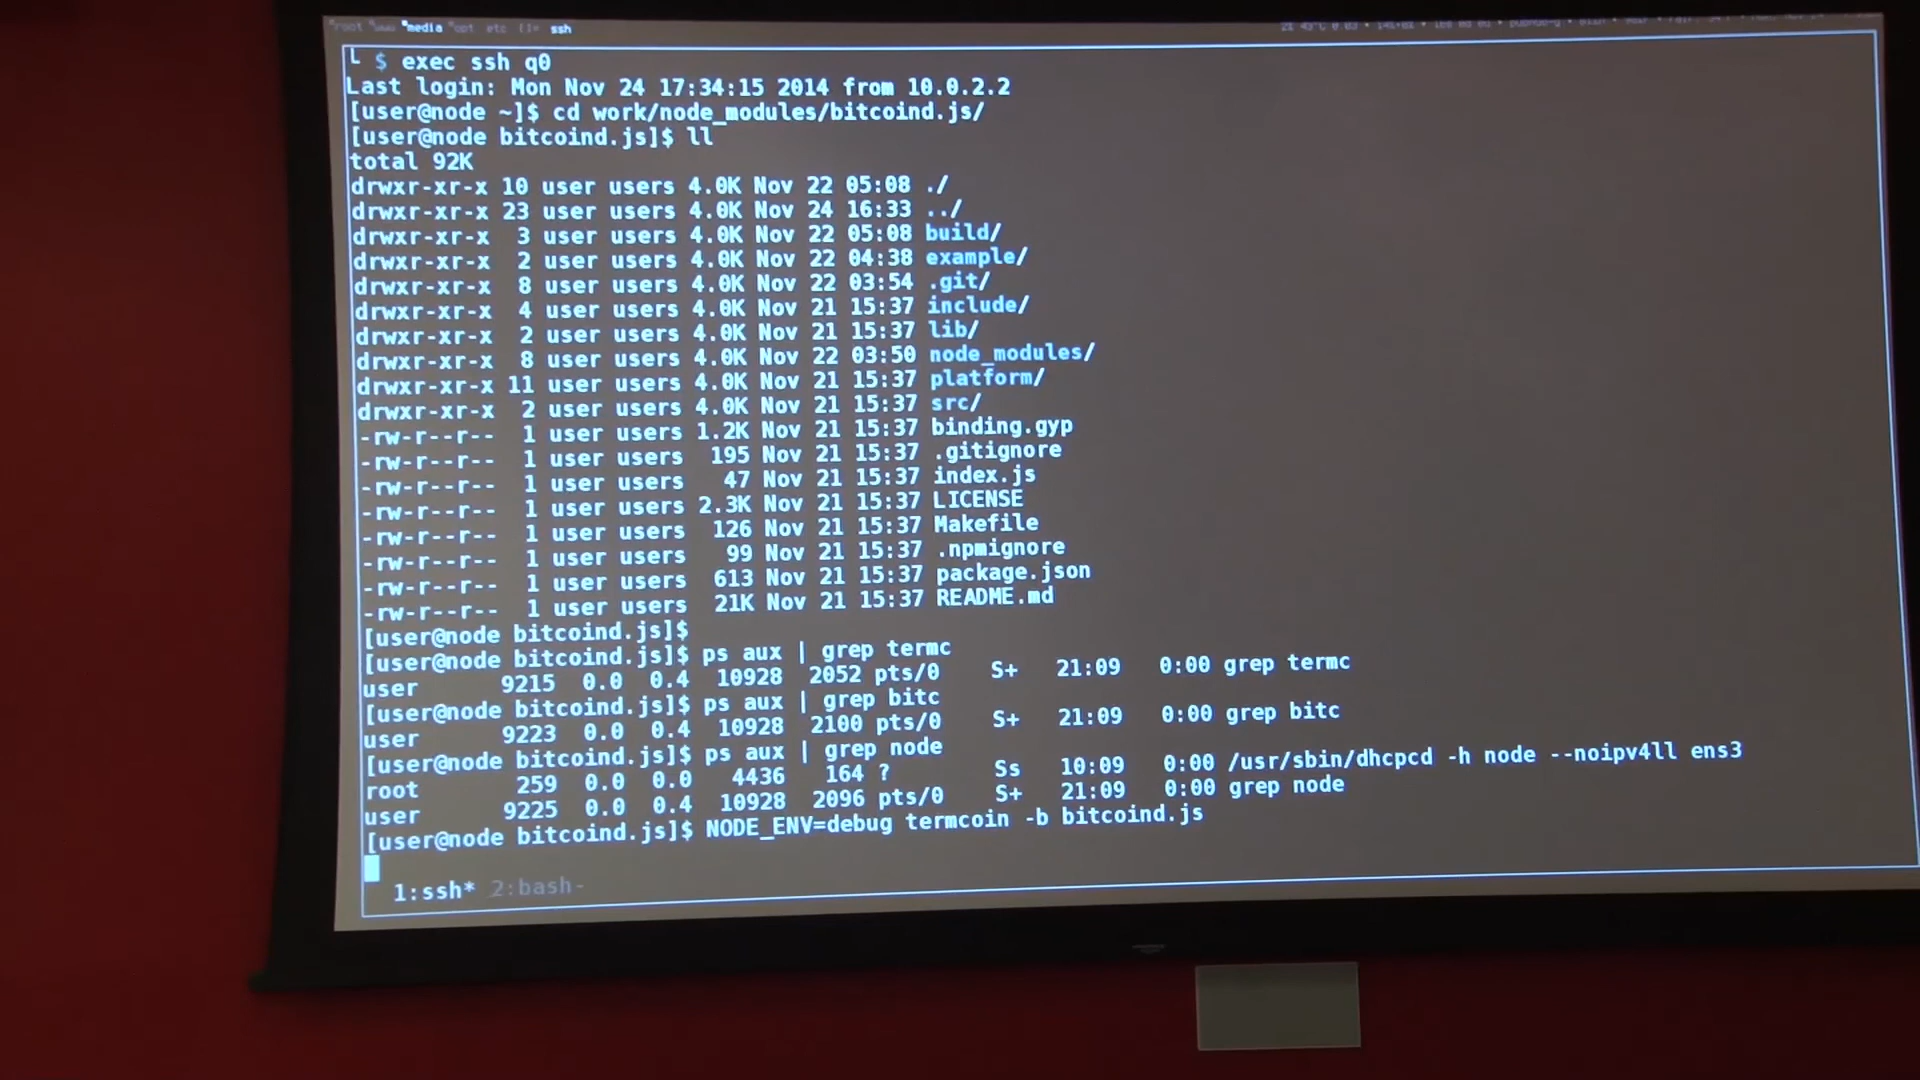 root www media opt etc ssh
└ $ exec ssh q0
Last login: Mon Nov 24 17:34:15 2014 from 10.0.2.2
[user@node ~]$ cd work/node_modules/bitcoind.js/
[user@node bitcoind.js]$ ll
total 92K
drwxr-xr-x 10 user users 4.0K Nov 22 05:08 ./
drwxr-xr-x 23 user users 4.0K Nov 24 16:33 ../
drwxr-xr-x  3 user users 4.0K Nov 22 05:08 build/
drwxr-xr-x  2 user users 4.0K Nov 22 04:38 example/
drwxr-xr-x  8 user users 4.0K Nov 22 03:54 .git/
drwxr-xr-x  4 user users 4.0K Nov 21 15:37 include/
drwxr-xr-x  2 user users 4.0K Nov 21 15:37 lib/
drwxr-xr-x  8 user users 4.0K Nov 22 03:50 node_modules/
drwxr-xr-x 11 user users 4.0K Nov 21 15:37 platform/
drwxr-xr-x  2 user users 4.0K Nov 21 15:37 src/
-rw-r--r--  1 user users 1.2K Nov 21 15:37 binding.gyp
-rw-r--r--  1 user users  195 Nov 21 15:37 .gitignore
-rw-r--r--  1 user users   47 Nov 21 15:37 index.js
-rw-r--r--  1 user users 2.3K Nov 21 15:37 LICENSE
-rw-r--r--  1 user users  126 Nov 21 15:37 Makefile
-rw-r--r--  1 user users   99 Nov 21 15:37 .npmignore
-rw-r--r--  1 user users  613 Nov 21 15:37 package.json
-rw-r--r--  1 user users  21K Nov 21 15:37 README.md
[user@node bitcoind.js]$
[user@node bitcoind.js]$ ps aux | grep termc
user      9215  0.0  0.4  10928  2052 pts/0    S+   21:09   0:00 grep termc
[user@node bitcoind.js]$ ps aux | grep bitc
user      9223  0.0  0.4  10928  2100 pts/0    S+   21:09   0:00 grep bitc
[user@node bitcoind.js]$ ps aux | grep node
root       259  0.0  0.0   4436   164 ?        Ss   10:09   0:00 /usr/sbin/dhcpcd -h node --noipv4ll ens3
user      9225  0.0  0.4  10928  2096 pts/0    S+   21:09   0:00 grep node
[user@node bitcoind.js]$ NODE_ENV=debug termcoin -b bitcoind.js
1:ssh* 2:bash-